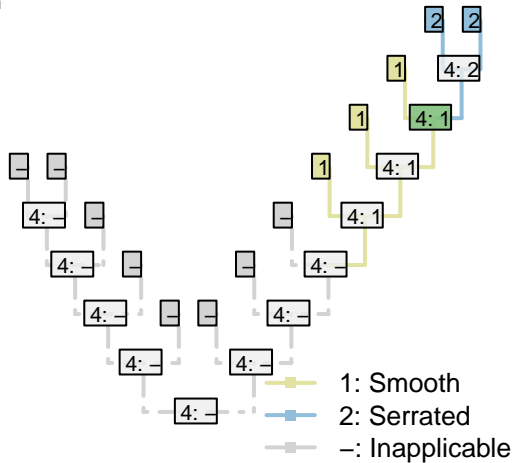 2 2
1 4: 2
1 4: 1
– – 1 4: 1
4: – – – 4: 1
4: – – – 4: –
4: – – – 4: –
4: – 4: –
4: –
1: Smooth
2: Serrated
–: Inapplicable